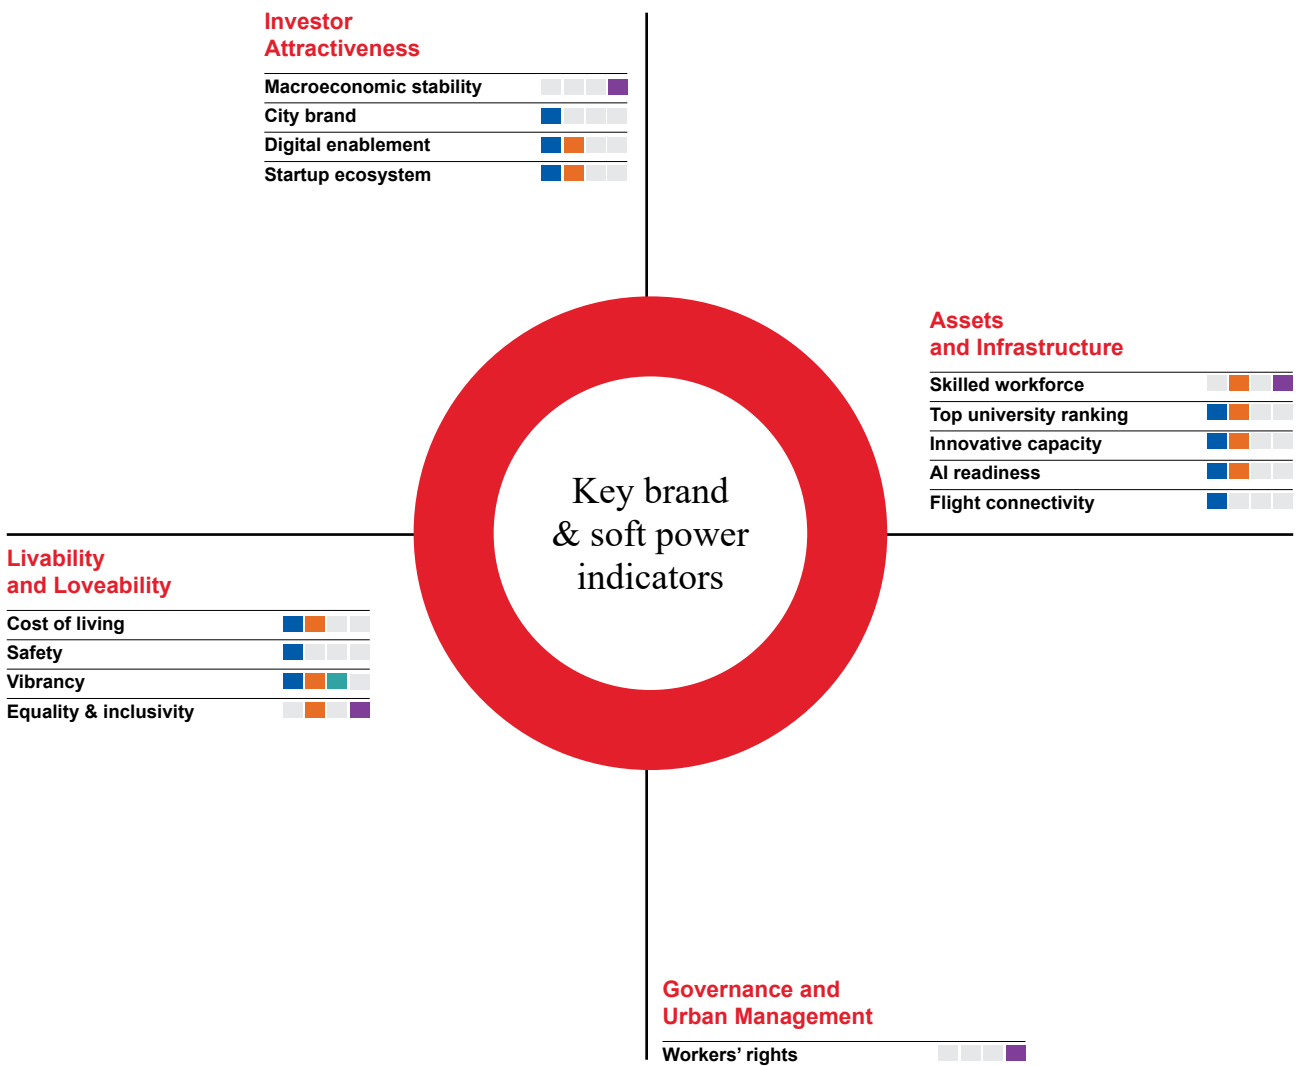 Investor
Attractiveness
Macroeconomic stability
City brand
Digital enablement
Startup ecosystem
Assets
and Infrastructure
Skilled workforce
Top university ranking
Innovative capacity
AI readiness
Flight connectivity
Key brand
& soft power
indicators
Livability
and Loveability
Cost of living
Safety
Vibrancy
Equality & inclusivity
Governance and
Urban Management
Workers’ rights